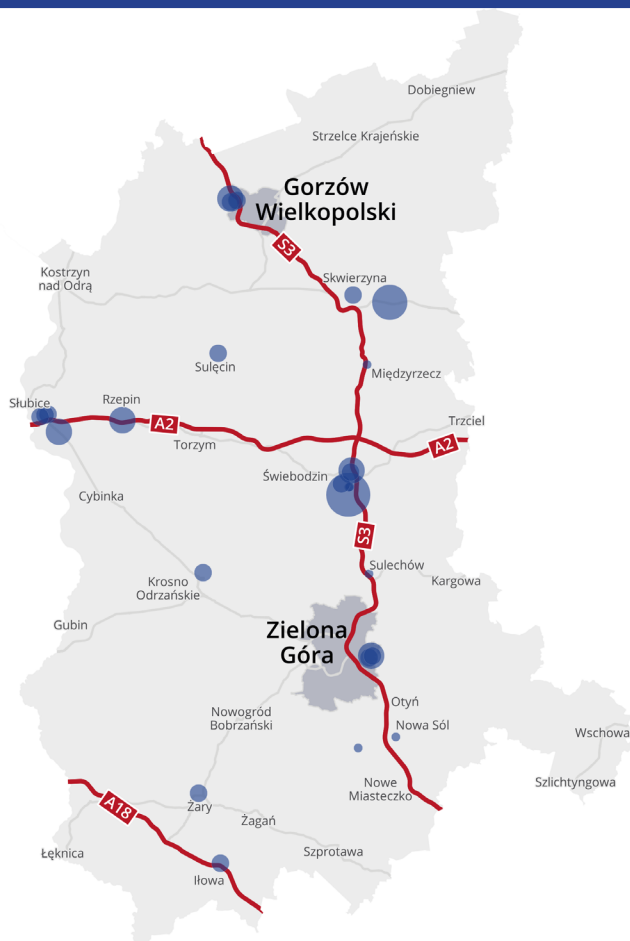 Dobiegniew
Strzelce Krajeńskie
Gorzów
Wielkopolski
S3
Skwierzyna
Kostrzyn
nad Odrą
Sulęcin
Międzyrzecz
Słubice
Rzepin
A2
Trzciel
Torzym
A2
Świebodzin
Cybinka
S3
Sulechów
Krosno
Odrzańskie
Kargowa
Gubin
Zielona
Góra
Otyń
Nowogród
Bobrzański
Nowa Sól
Wschowa
Nowe
Miasteczko
Szlichtyngowa
A18
Żary
Żagań
Łęknica
Szprotawa
Iłowa